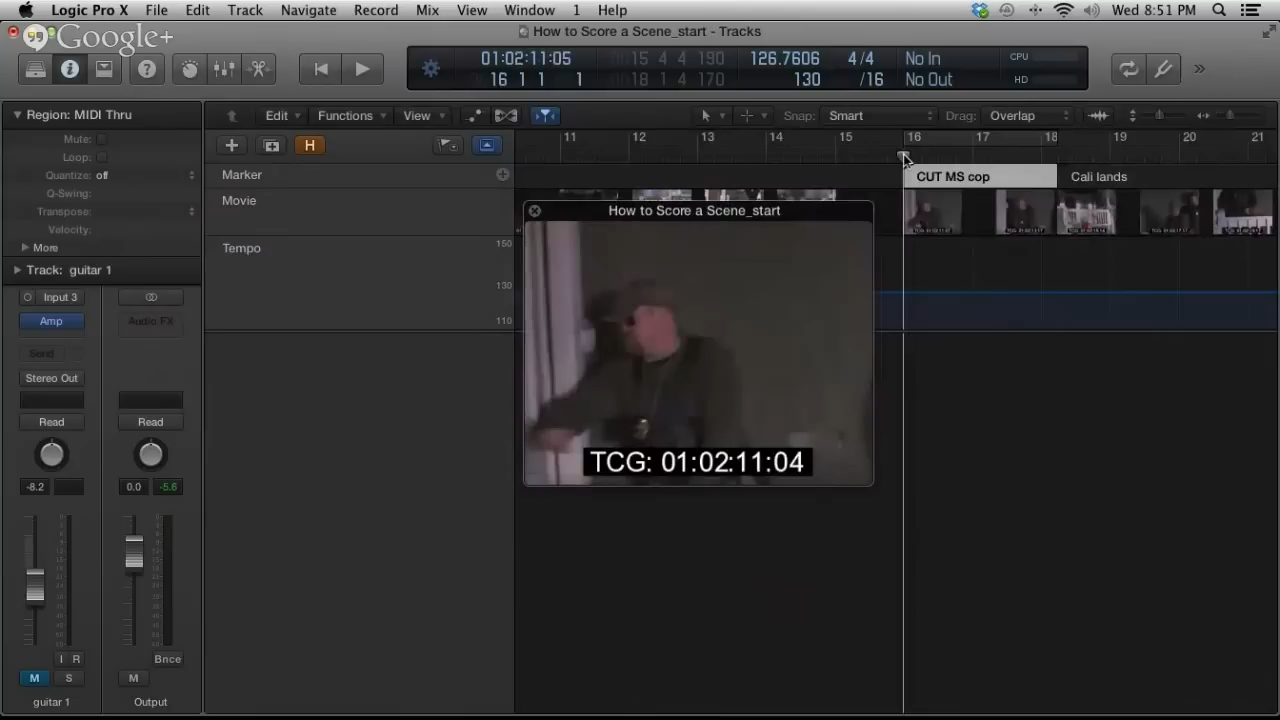 Logic Pro X File Edit Track Navigate Record Mix View Window 1 Help Wed 8:51 PM
Google+
How to Score a Scene_start - Tracks
01:02:11:05 15 4 4 190 126.7606 4/4 No In CPU
16 1 1 1 18 1 4 170 130 /16 No Out HD
Region: MIDI Thru
Edit Functions View Snap: Smart Drag: Overlap
Mute:
Loop:
Quantize: off
Q-Swing:
Transpose:
Velocity:
More
Track: guitar 1
H
11 12 13 14 15 16 17 18 19 20 21
Marker
CUT MS cop
Cali lands
Movie
Tempo
150
130
110
How to Score a Scene_start
TCG: 01:02:11:04
Input 3
Amp
Audio FX
Send
Stereo Out
Read Read
-8.2 0.0 -5.6
I R Bnce
M S M
guitar 1 Output